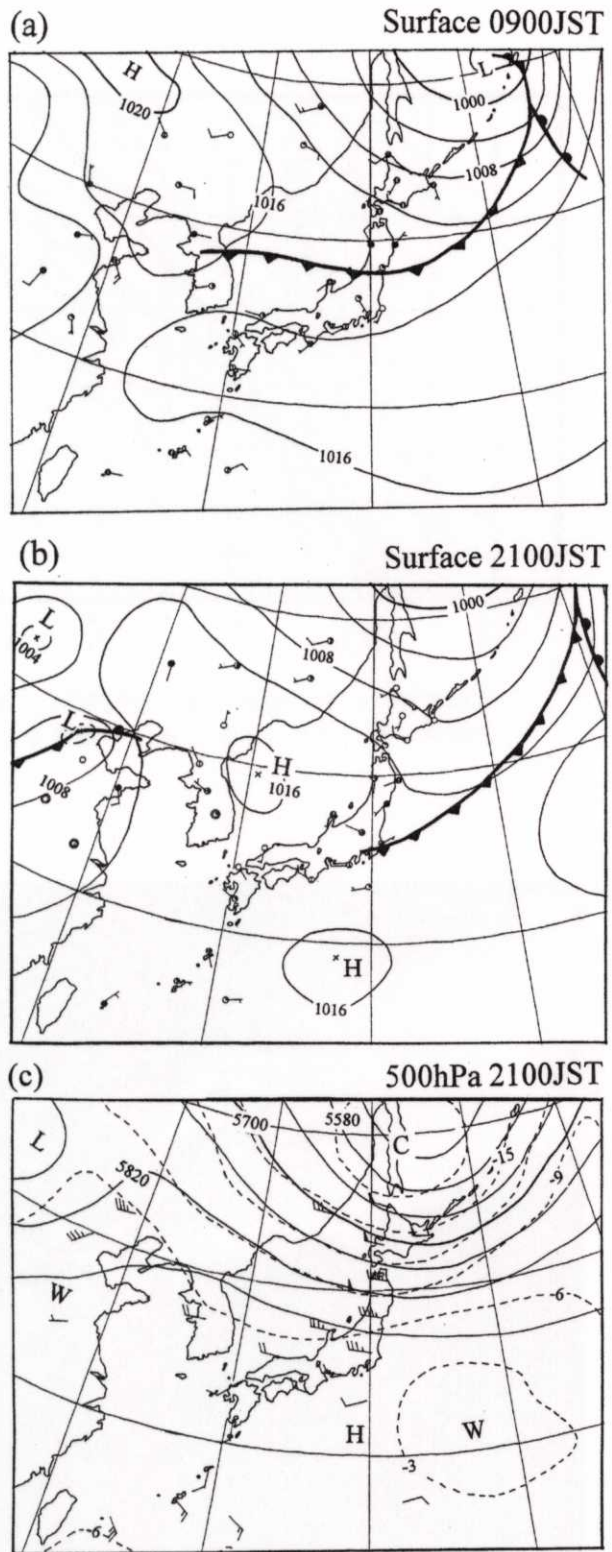 (a) Surface 0900JST
H
L
1020
1000
1008
1016
1016
(b) Surface 2100JST
L
1000
1004
1008
L
H
1016
1008
H
1016
(c) 500hPa 2100JST
L
5700
5580
C
5820
-15
-9
W
-6
H
W
-3
-6